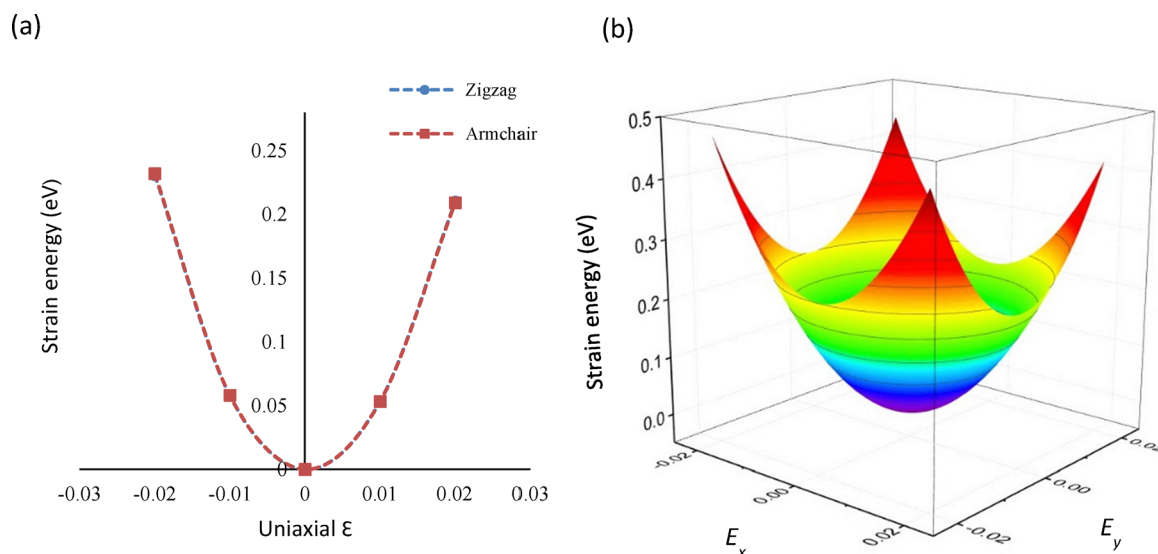 (a)
Zigzag
Armchair
0.25
0.2
0.15
0.1
0.05
0
-0.03 -0.02 -0.01 0 0.01 0.02 0.03
Strain energy (eV)
Uniaxial ℇ
(b)
0.5
0.4
0.3
0.2
0.1
0.0
Strain energy (eV)
-0.02 0.00 0.02
Eₓ
-0.02 0.00 0.02
E_y